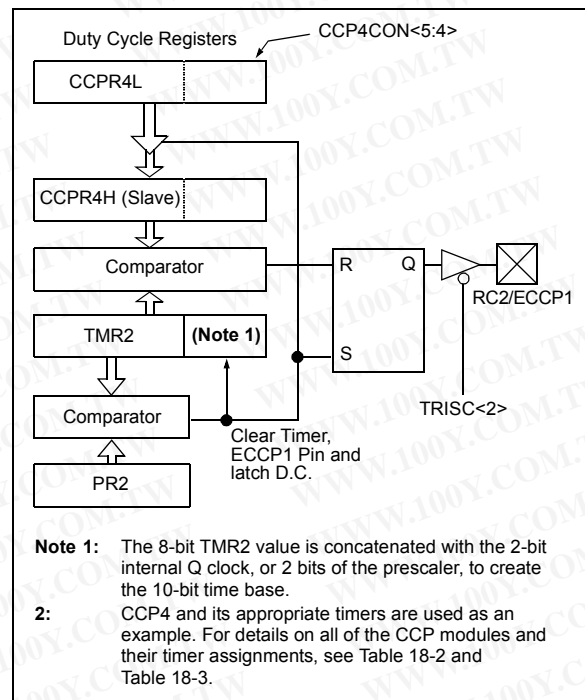 Duty Cycle Registers
CCP4CON<5:4>
CCPR4L
CCPR4H (Slave)
Comparator
R
Q
RC2/ECCP1
TMR2
(Note 1)
S
TRISC<2>
Comparator
Clear Timer,
ECCP1 Pin and
latch D.C.
PR2
Note 1: The 8-bit TMR2 value is concatenated with the 2-bit
internal Q clock, or 2 bits of the prescaler, to create
the 10-bit time base.
2: CCP4 and its appropriate timers are used as an
example. For details on all of the CCP modules and
their timer assignments, see Table 18-2 and
Table 18-3.
WWW.100Y.COM.TW